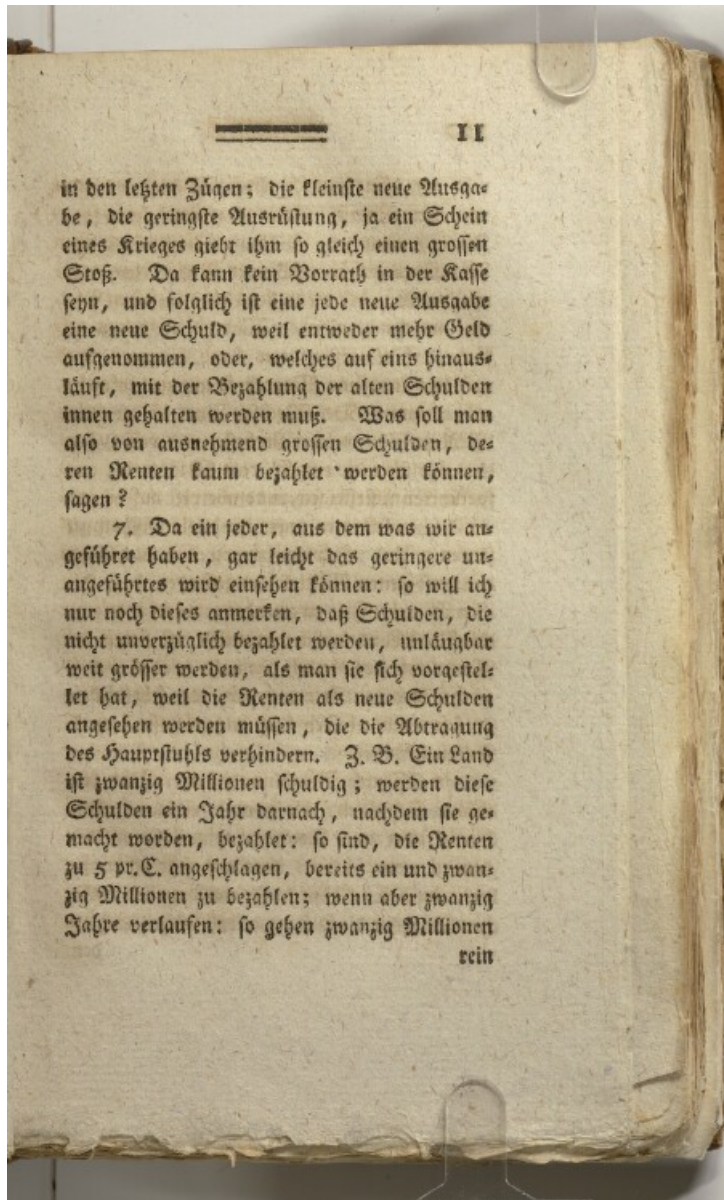 11
in den letzten Zügen; die kleinste neue Ausga-
be, die geringste Ausrüstung, ja ein Schein
eines Krieges giebt ihm so gleich einen grossen
Stoß. Da kann kein Vorrath in der Kasse
seyn, und folglich ist eine jede neue Ausgabe
eine neue Schuld, weil entweder mehr Geld
aufgenommen, oder, welches auf eins hinaus-
läuft, mit der Bezahlung der alten Schulden
innen gehalten werden muß. Was soll man
also von ausnehmend grossen Schulden, de-
ren Renten kaum bezahlet werden können,
sagen?
7. Da ein jeder, aus dem was wir an-
geführet haben, gar leicht das geringere un-
angeführtes wird einsehen können: so will ich
nur noch dieses anmerken, daß Schulden, die
nicht unverzüglich bezahlet werden, unläugbar
weit grösser werden, als man sie sich vorgestel-
let hat, weil die Renten als neue Schulden
angesehen werden müssen, die die Abtragung
des Hauptstuhls verhindern. Z. B. Ein Land
ist zwanzig Millionen schuldig; werden diese
Schulden ein Jahr darnach, nachdem sie ge-
macht worden, bezahlet: so sind, die Renten
zu 5 pr. C. angeschlagen, bereits ein und zwan-
zig Millionen zu bezahlen; wenn aber zwanzig
Jahre verlaufen: so gehen zwanzig Millionen
rein